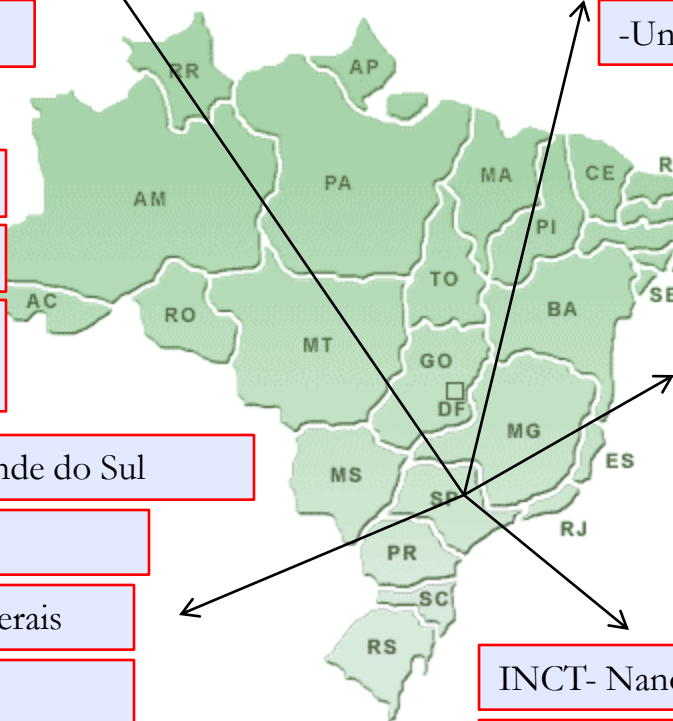 -Un
RR
AP
AM
PA
MA
CE
R
PI
TO
SE
AC
RO
MT
BA
GO
DF
MG
ES
MS
SP
RJ
PR
SC
RS
nde do Sul
erais
INCT- Nano